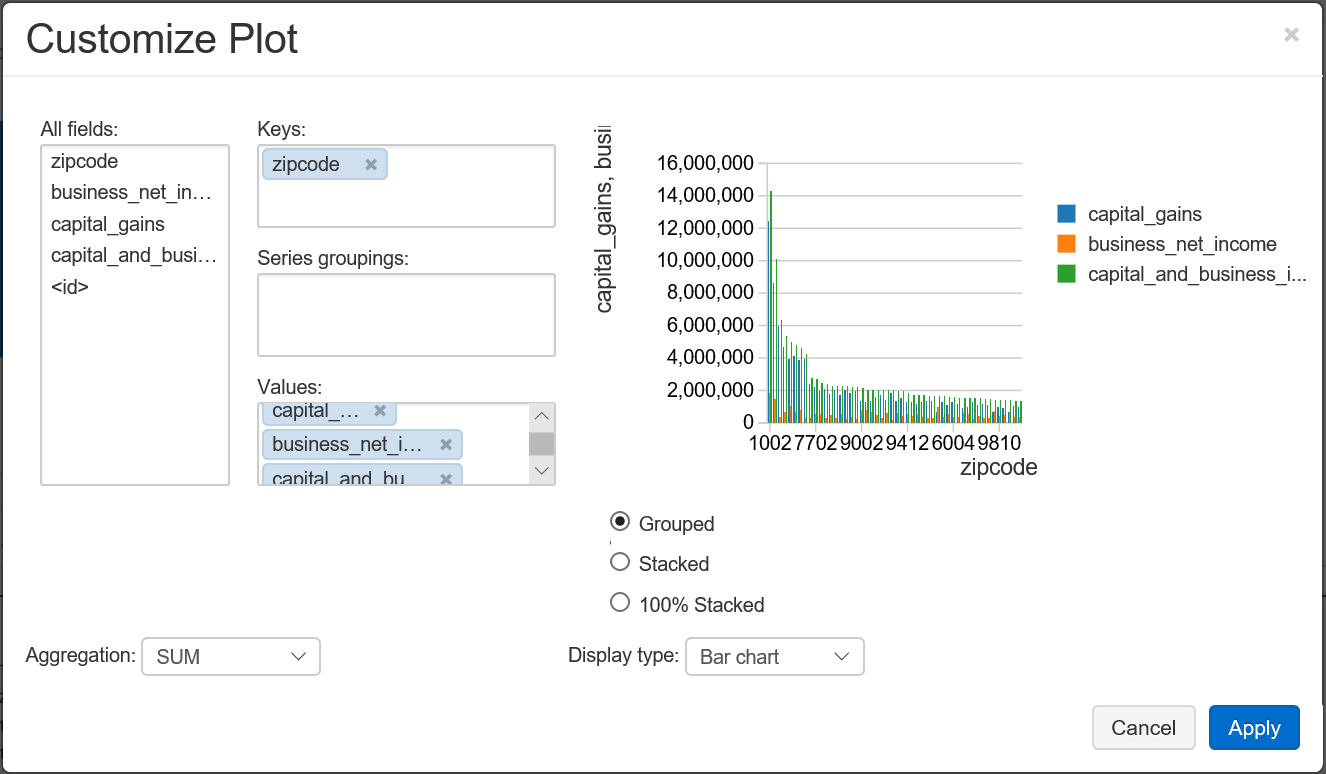 Customize Plot
×
All fields:
zipcode
business_net_in...
capital_gains
capital_and_busi...
<id>
Keys:
zipcode ×
Series groupings:
Values:
capital_... ×
business_net_i... ×
capital_and_bu... ×
capital_gains, busi
16,000,000
14,000,000
12,000,000
10,000,000
8,000,000
6,000,000
4,000,000
2,000,000
0
1002 7702 9002 9412 6004 9810
zipcode
capital_gains
business_net_income
capital_and_business_i...
Grouped
Stacked
100% Stacked
Aggregation: SUM
Display type: Bar chart
Cancel
Apply